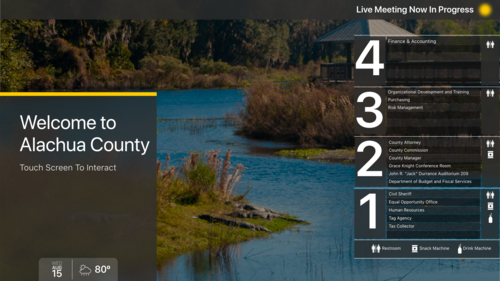 Live Meeting Now In Progress
Welcome to
Alachua County
Touch Screen To Interact
4
Finance & Accounting
3
Organizational Development and Training
Purchasing
Risk Management
2
County Attorney
County Commission
County Manager
Grace Knight Conference Room
John R. "Jack" Durrance Auditorium 209
Department of Budget and Fiscal Services
1
Civil Sheriff
Equal Opportunity Office
Human Resources
Tag Agency
Tax Collector
Restroom
Snack Machine
Drink Machine
WED
AUG
15
80°